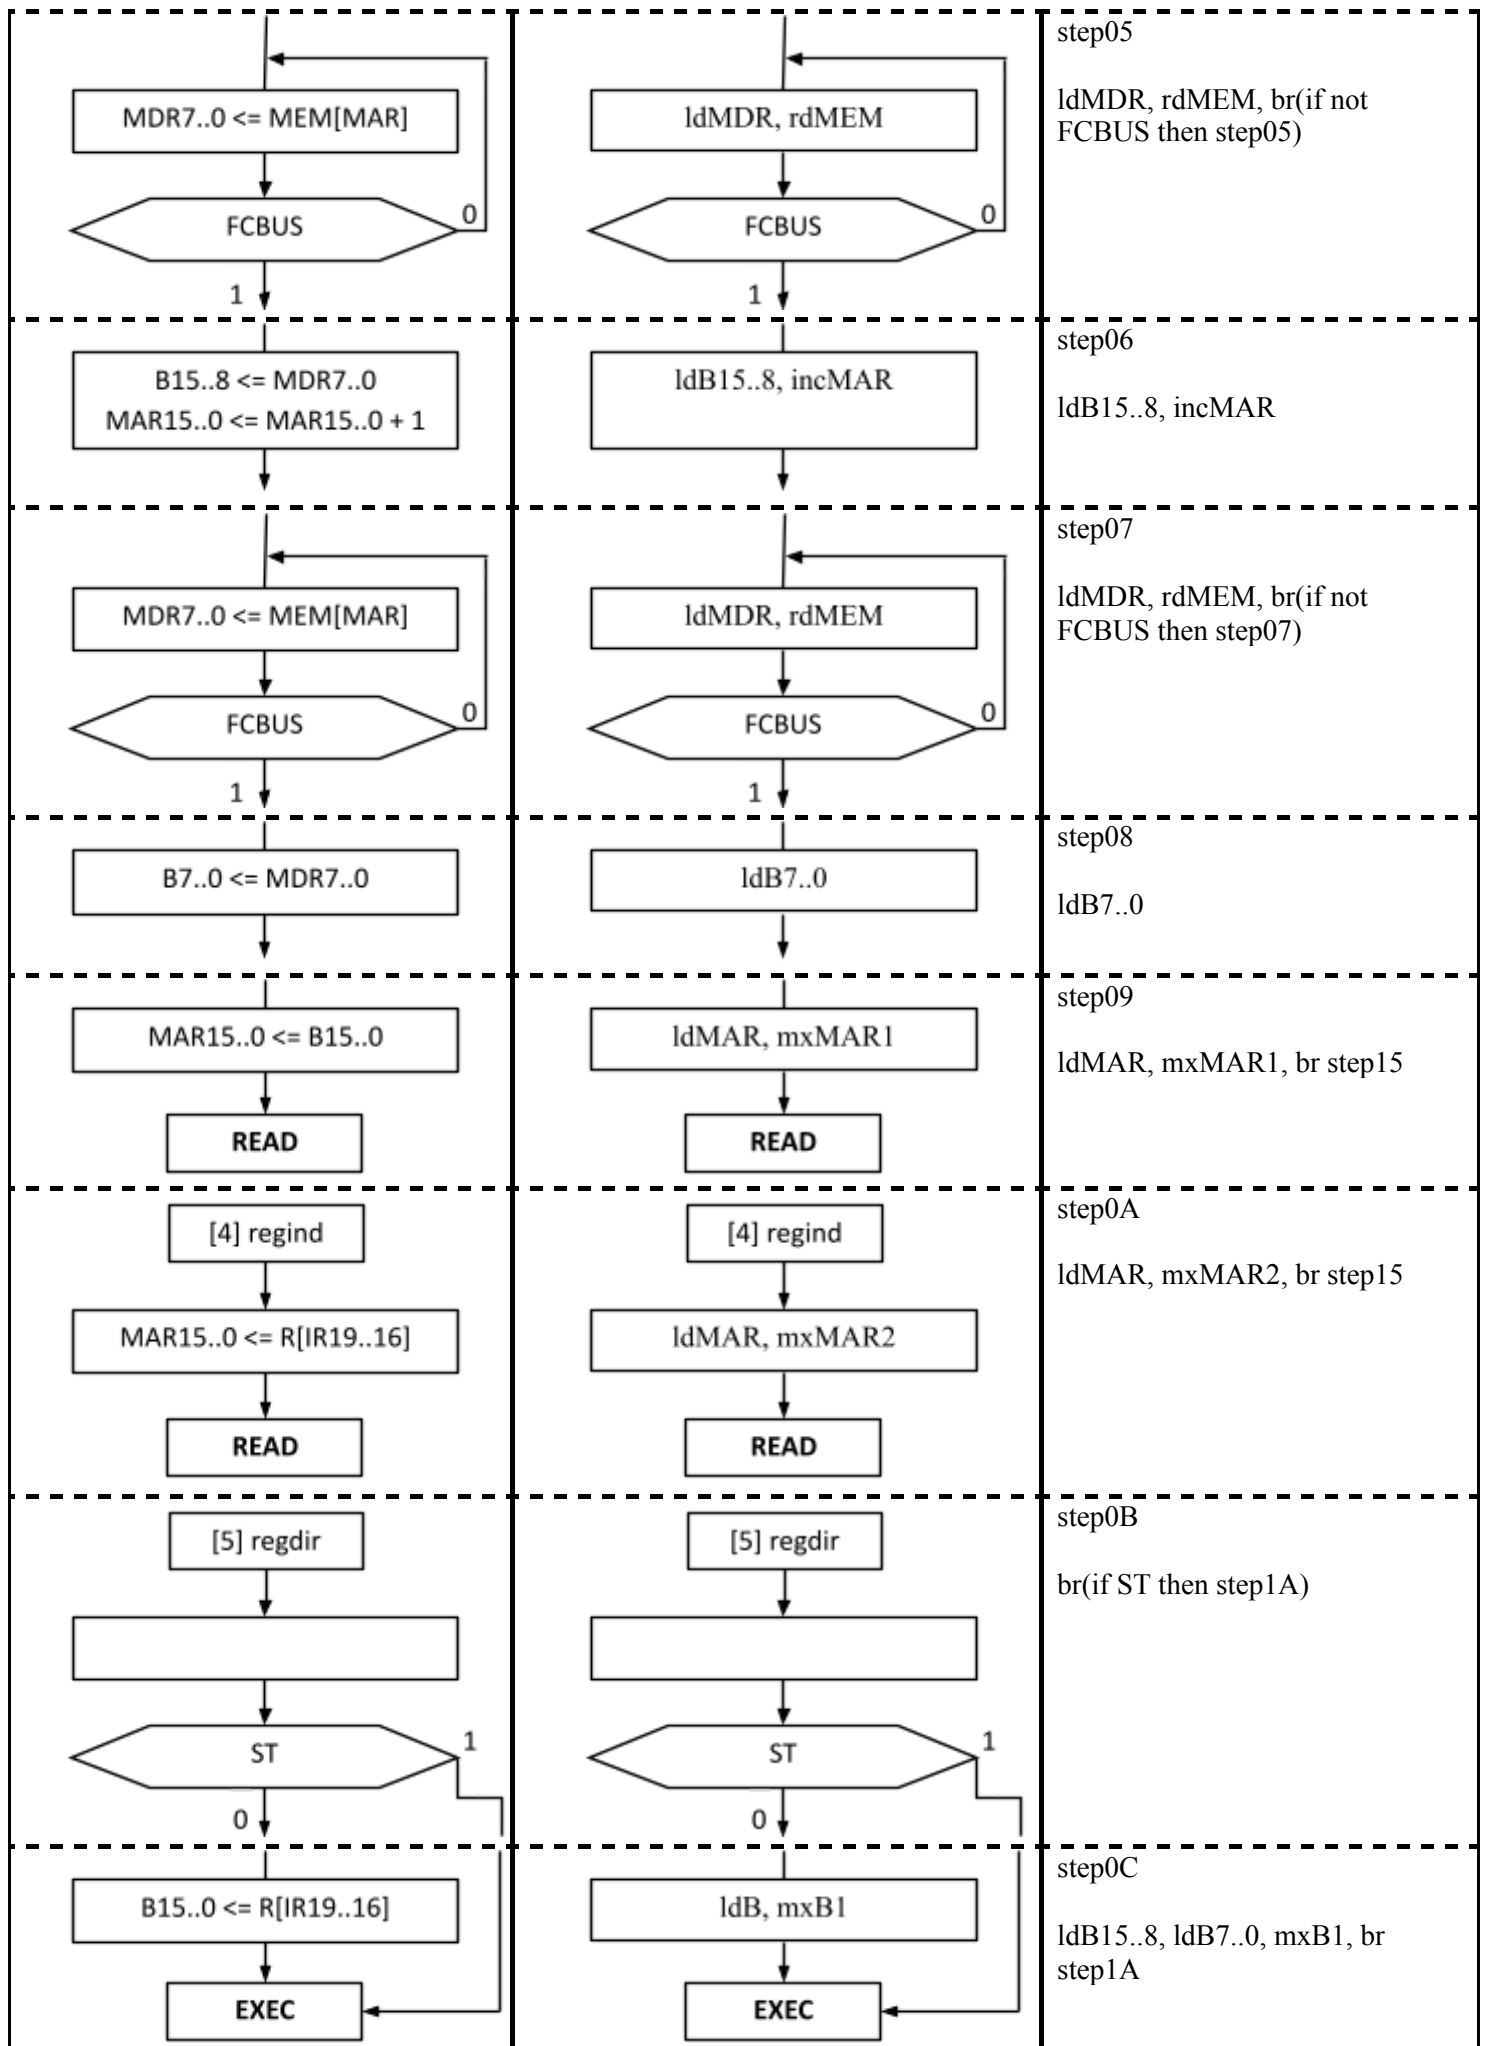 MDR7..0 <= MEM[MAR]
FCBUS
0
1
ldMDR, rdMEM
FCBUS
0
1
step05
ldMDR, rdMEM, br(if not
FCBUS then step05)
B15..8 <= MDR7..0
MAR15..0 <= MAR15..0 + 1
ldB15..8, incMAR
step06
ldB15..8, incMAR
MDR7..0 <= MEM[MAR]
FCBUS
0
1
ldMDR, rdMEM
FCBUS
0
1
step07
ldMDR, rdMEM, br(if not
FCBUS then step07)
B7..0 <= MDR7..0
ldB7..0
step08
ldB7..0
MAR15..0 <= B15..0
READ
ldMAR, mxMAR1
READ
step09
ldMAR, mxMAR1, br step15
[4] regind
MAR15..0 <= R[IR19..16]
READ
[4] regind
ldMAR, mxMAR2
READ
step0A
ldMAR, mxMAR2, br step15
[5] regdir
ST
1
0
[5] regdir
ST
1
0
step0B
br(if ST then step1A)
B15..0 <= R[IR19..16]
EXEC
ldB, mxB1
EXEC
step0C
ldB15..8, ldB7..0, mxB1, br
step1A